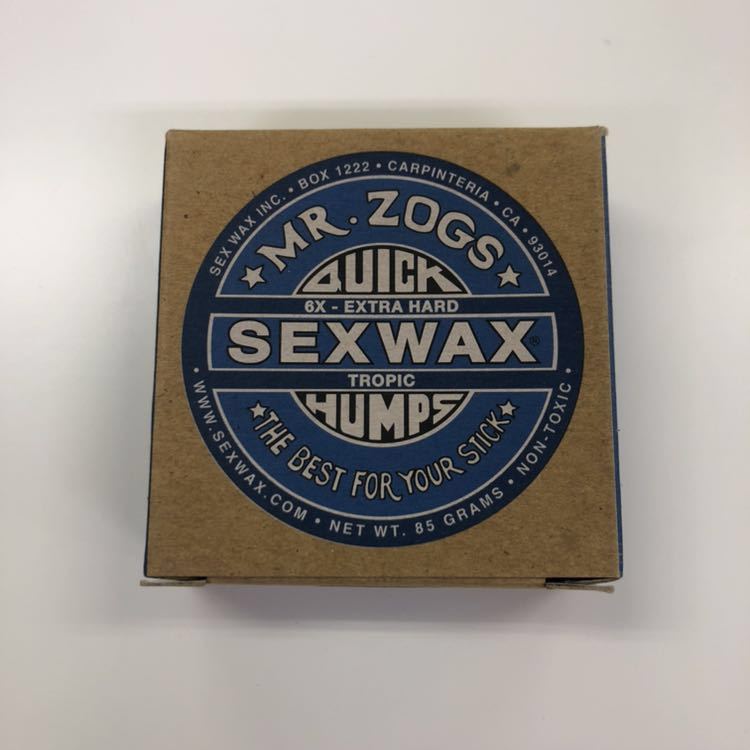 SEX WAX INC. • BOX 1222 • CARPINTERIA • CA • 93014
MR. ZOGS
QUICK
6X - EXTRA HARD
SEXWAX®
TROPIC
HUMPS
THE BEST FOR YOUR STICK
• WWW.SEXWAX.COM • NET WT. 85 GRAMS • NON-TOXIC •